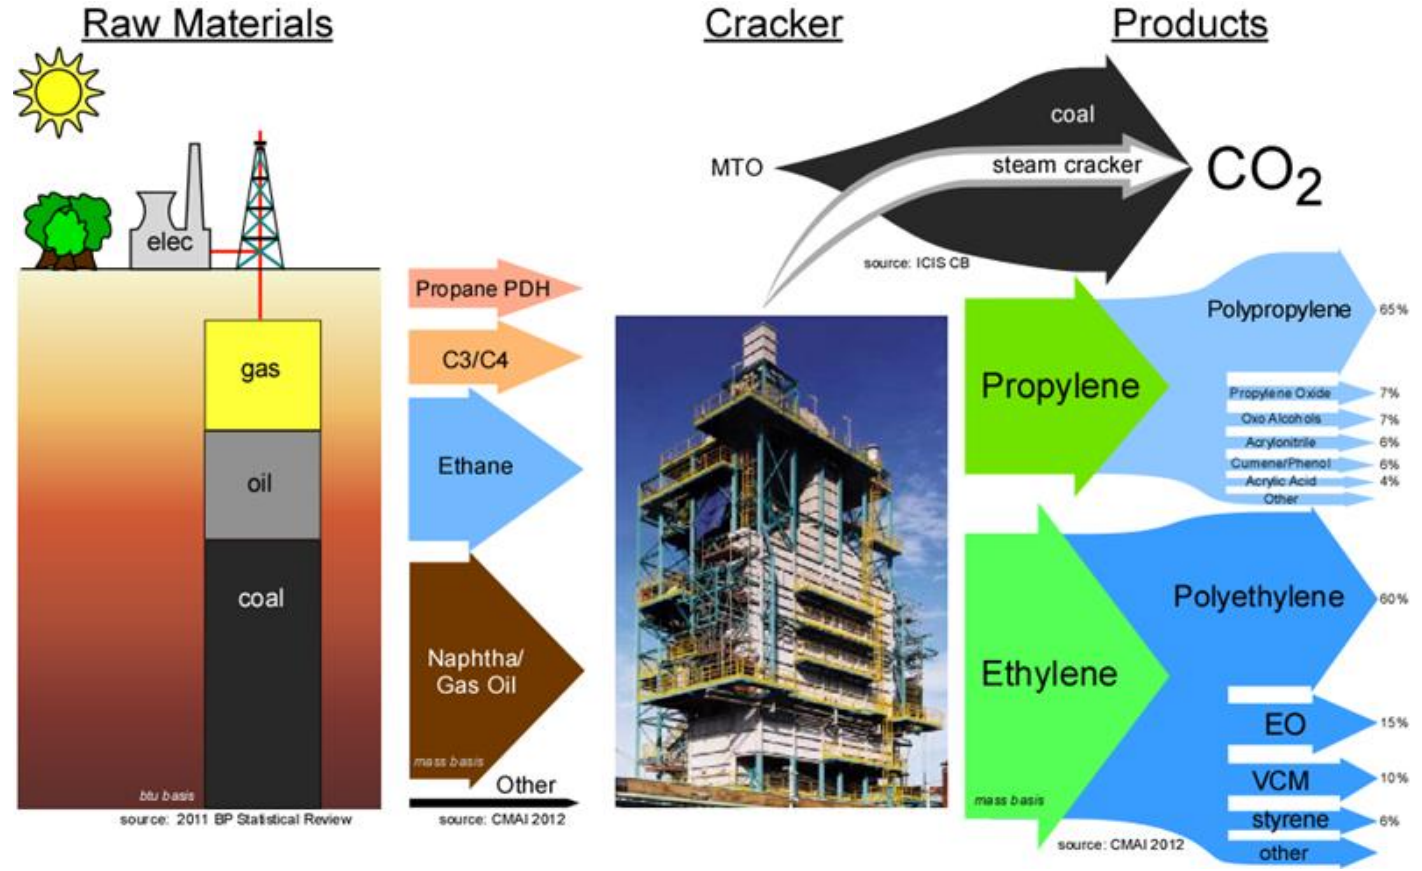 Raw Materials
Cracker
Products
elec
gas
oil
coal
btu basis
source: 2011 BP Statistical Review
Propane PDH
C3/C4
Ethane
Naphtha/
Gas Oil
mass basis
Other
source: CMAI 2012
MTO
coal
steam cracker
CO2
source: ICIS CB
Propylene
Polypropylene
65%
Propylene Oxide
7%
Oxo Alcohols
7%
Acrylonitrile
6%
Cumene/Phenol
6%
Acrylic Acid
4%
Other
Ethylene
mass basis
Polyethylene
60%
EO
15%
VCM
10%
styrene
6%
other
source: CMAI 2012